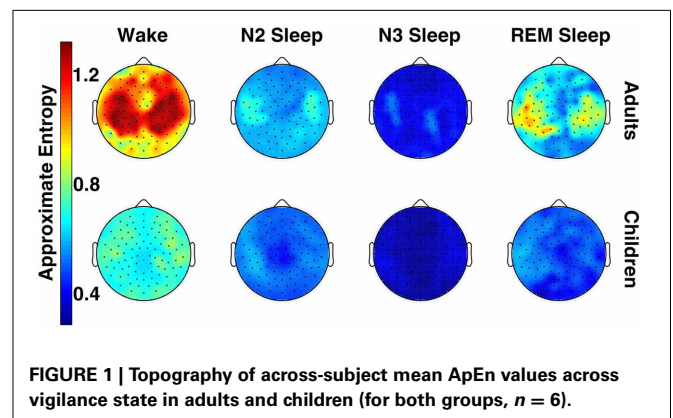 Wake N2 Sleep N3 Sleep REM Sleep
Approximate Entropy
1.2
0.8
0.4
Adults
Children
FIGURE 1 | Topography of across-subject mean ApEn values across
vigilance state in adults and children (for both groups, n = 6).